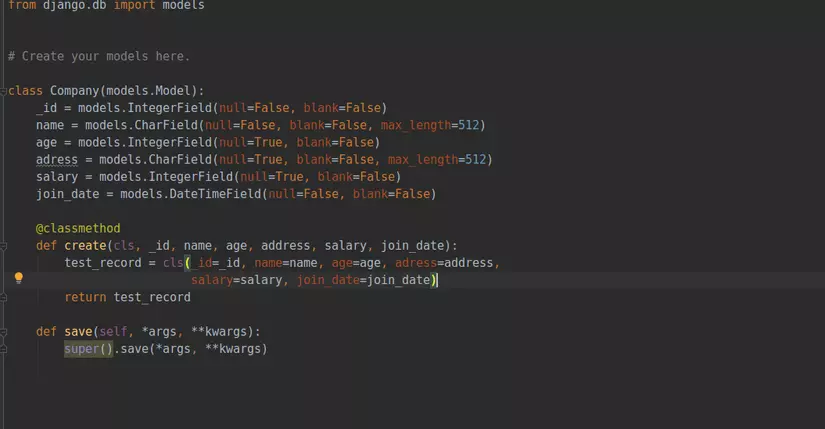 from django.db import models
# Create your models here.
class Company(models.Model):
_id = models.IntegerField(null=False, blank=False)
name = models.CharField(null=False, blank=False, max_length=512)
age = models.IntegerField(null=True, blank=False)
adress = models.CharField(null=True, blank=False, max_length=512)
salary = models.IntegerField(null=True, blank=False)
join_date = models.DateTimeField(null=False, blank=False)
@classmethod
def create(cls, _id, name, age, address, salary, join_date):
test_record = cls(_id=_id, name=name, age=age, adress=address,
salary=salary, join_date=join_date)
return test_record
def save(self, *args, **kwargs):
super().save(*args, **kwargs)